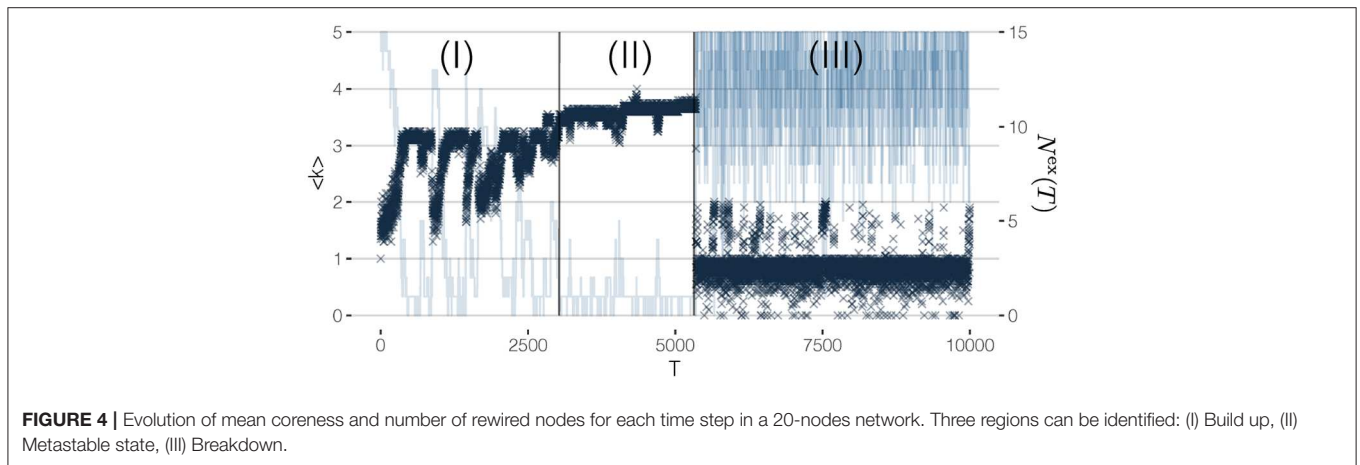 (I) (II) (III)
5
4
3
2
1
0
<k>
15
10
5
0
N^ex(T)
0 2500 5000 7500 10000
T
FIGURE 4 | Evolution of mean coreness and number of rewired nodes for each time step in a 20-nodes network. Three regions can be identified: (I) Build up, (II)
Metastable state, (III) Breakdown.